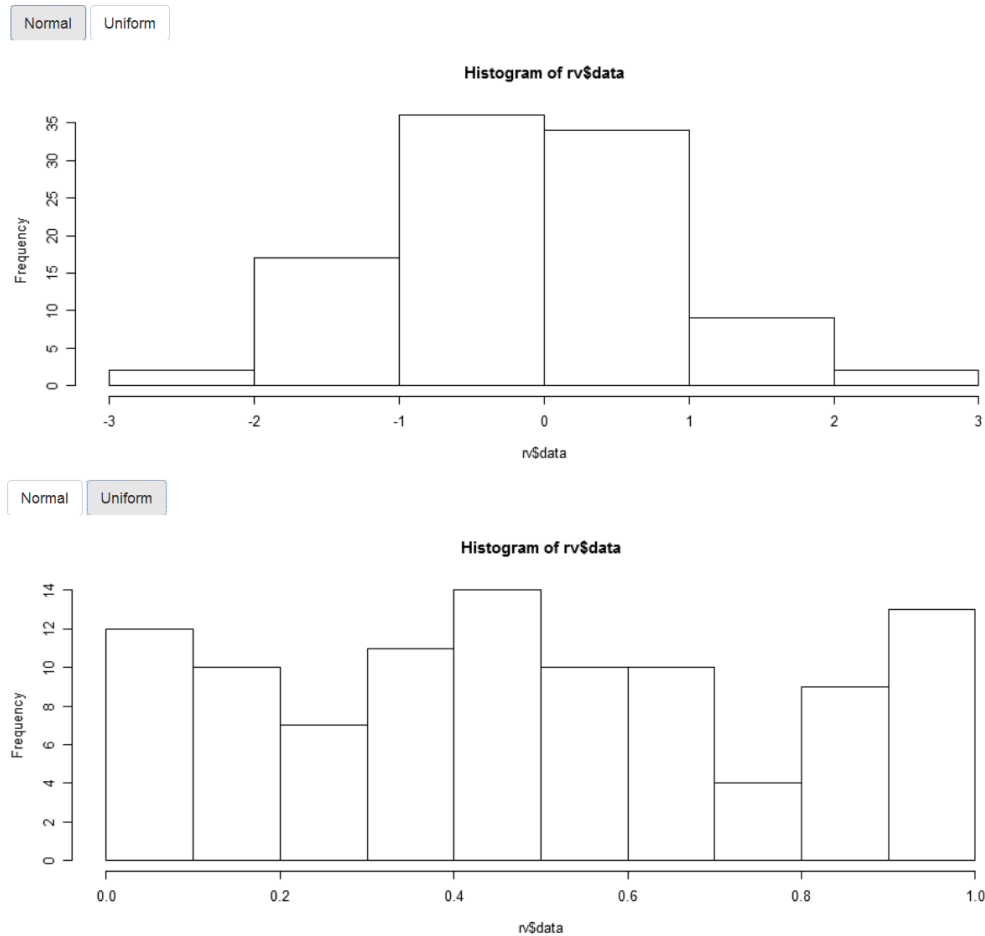 Normal Uniform
Histogram of rv$data
Frequency
35
30
25
20
15
10
5
0
-3 -2 -1 0 1 2 3
rv$data
Normal Uniform
Histogram of rv$data
Frequency
14
12
10
8
6
4
2
0
0.0 0.2 0.4 0.6 0.8 1.0
rv$data